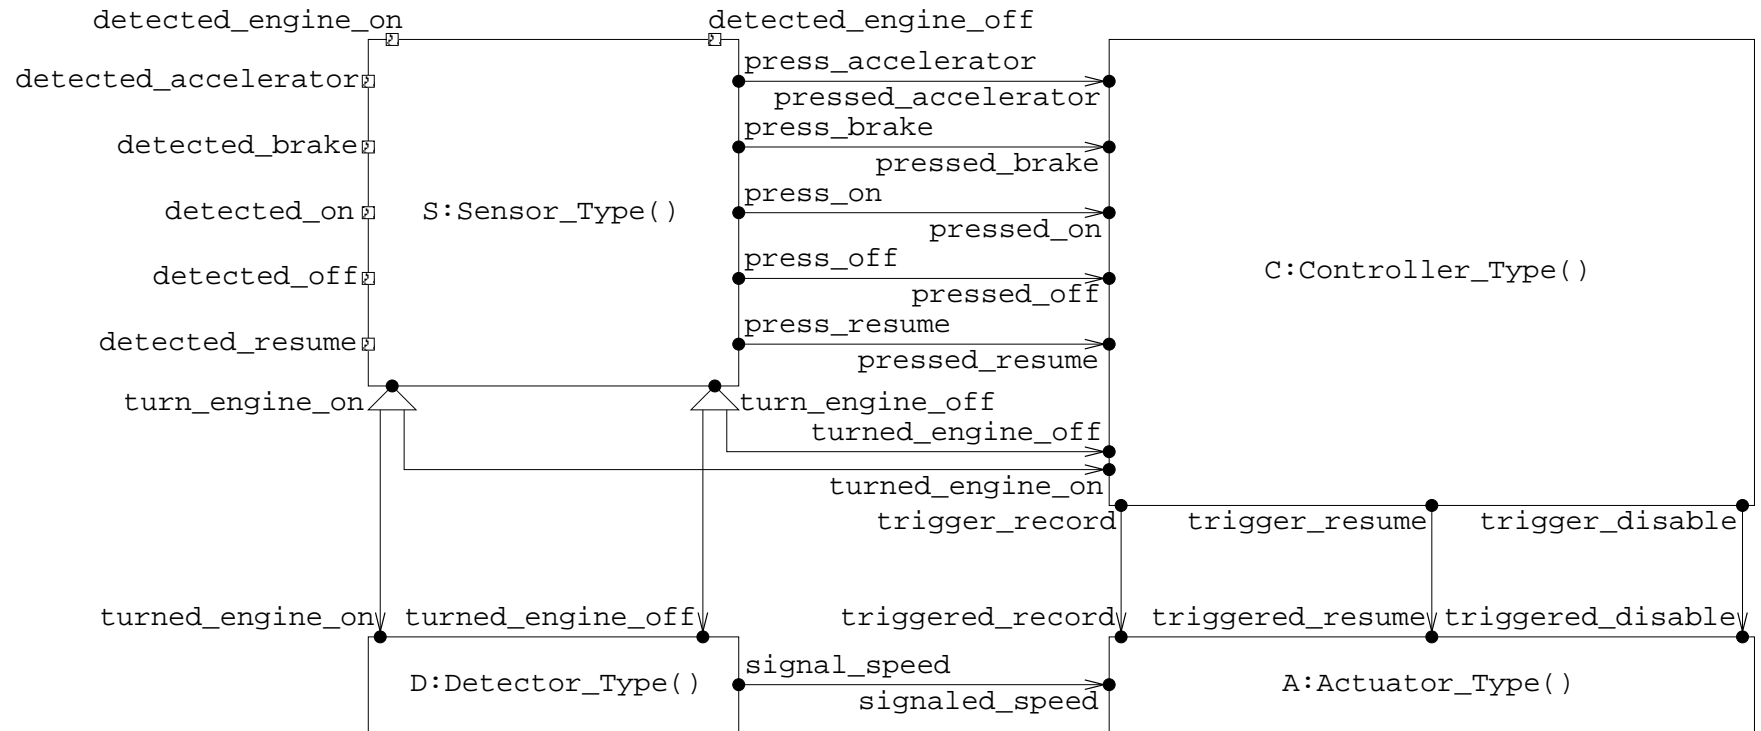 detected_engine_on
detected_engine_off
press_accelerator
detected_accelerator
pressed_accelerator
press_brake
detected_brake
pressed_brake
press_on
detected_on
S:Sensor_Type()
pressed_on
press_off
C:Controller_Type()
detected_off
pressed_off
press_resume
detected_resume
pressed_resume
turn_engine_on
turn_engine_off
turned_engine_off
turned_engine_on
trigger_record
trigger_resume
trigger_disable
turned_engine_on
turned_engine_off
triggered_record
triggered_resume
triggered_disable
signal_speed
D:Detector_Type()
A:Actuator_Type()
signaled_speed